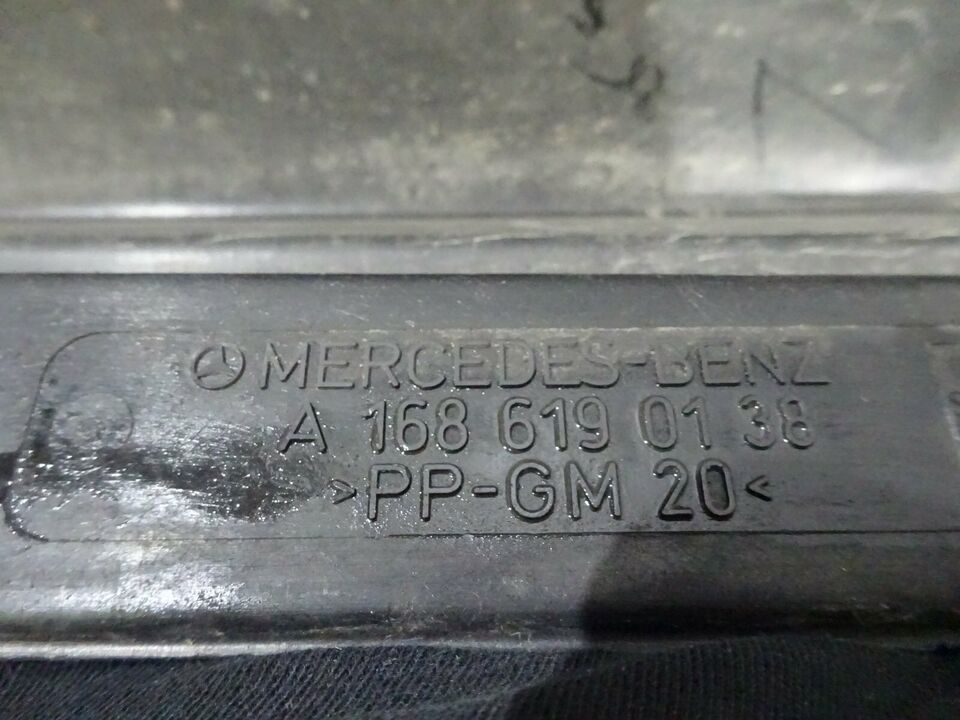 MERCEDES-BENZ
A 168 619 01 38
>PP-GM 20<